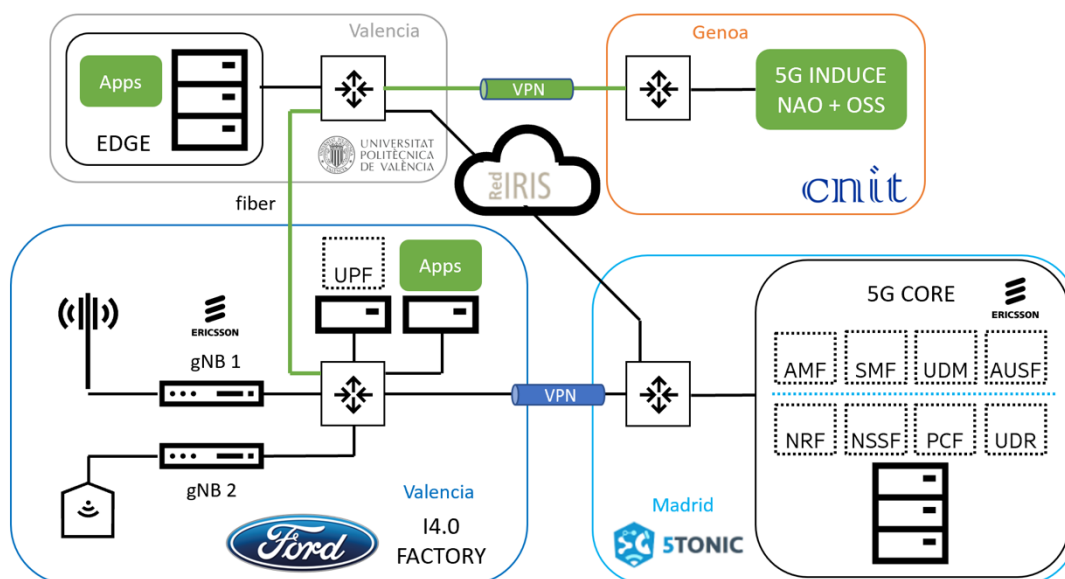 Valencia
Apps
EDGE
UNIVERSITAT
POLITÈCNICA
DE VALÈNCIA
VPN
Genoa
5G INDUCE
NAO + OSS
cnit
Red
IRIS
fiber
UPF
Apps
ERICSSON
gNB 1
gNB 2
VPN
Valencia
I4.0
FACTORY
Ford
Madrid
5G
5TONIC
5G CORE
ERICSSON
AMF
SMF
UDM
AUSF
NRF
NSSF
PCF
UDR